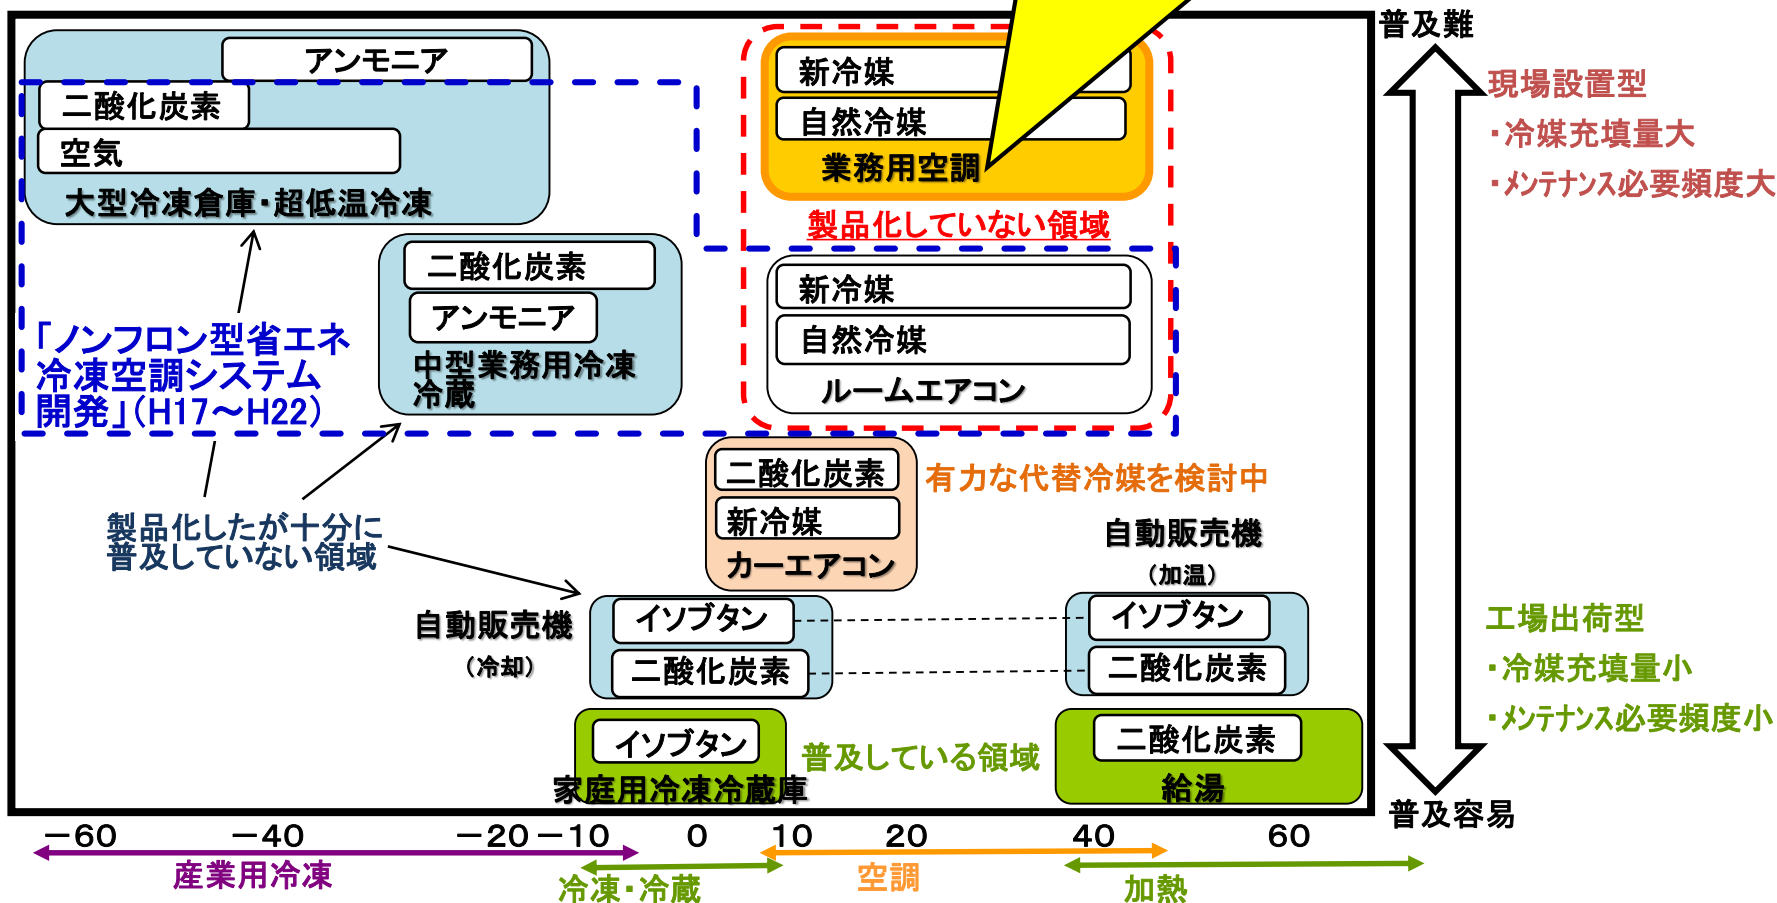 普及難
アンモニア
二酸化炭素
空気
大型冷凍倉庫・超低温冷凍
新冷媒
自然冷媒
業務用空調
製品化していない領域
現場設置型
・冷媒充填量大
・メンテナンス必要頻度大
二酸化炭素
アンモニア
中型業務用冷凍
冷蔵
新冷媒
自然冷媒
ルームエアコン
「ノンフロン型省エネ
冷凍空調システム
開発」(H17～H22)
二酸化炭素
新冷媒
カーエアコン
有力な代替冷媒を検討中
製品化したが十分に
普及していない領域
自動販売機
(加温)
自動販売機
(冷却)
イソブタン
二酸化炭素
イソブタン
二酸化炭素
工場出荷型
・冷媒充填量小
・メンテナンス必要頻度小
イソブタン
家庭用冷凍冷蔵庫
普及している領域
二酸化炭素
給湯
普及容易
－60 －40 －20 －10 0 10 20 40 60
産業用冷凍
冷凍・冷蔵
空調
加熱